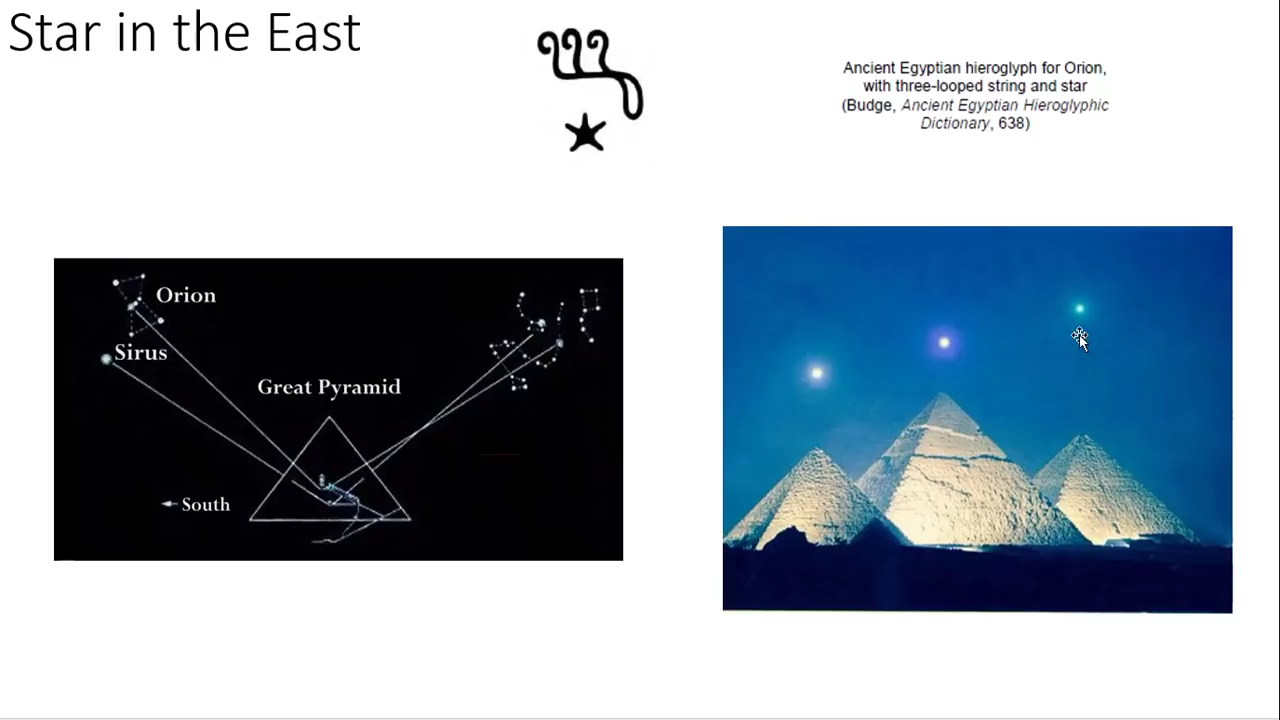 Star in the East
Ancient Egyptian hieroglyph for Orion,
with three-looped string and star
(Budge, Ancient Egyptian Hieroglyphic
Dictionary, 638)
Orion
Sirus
Great Pyramid
South